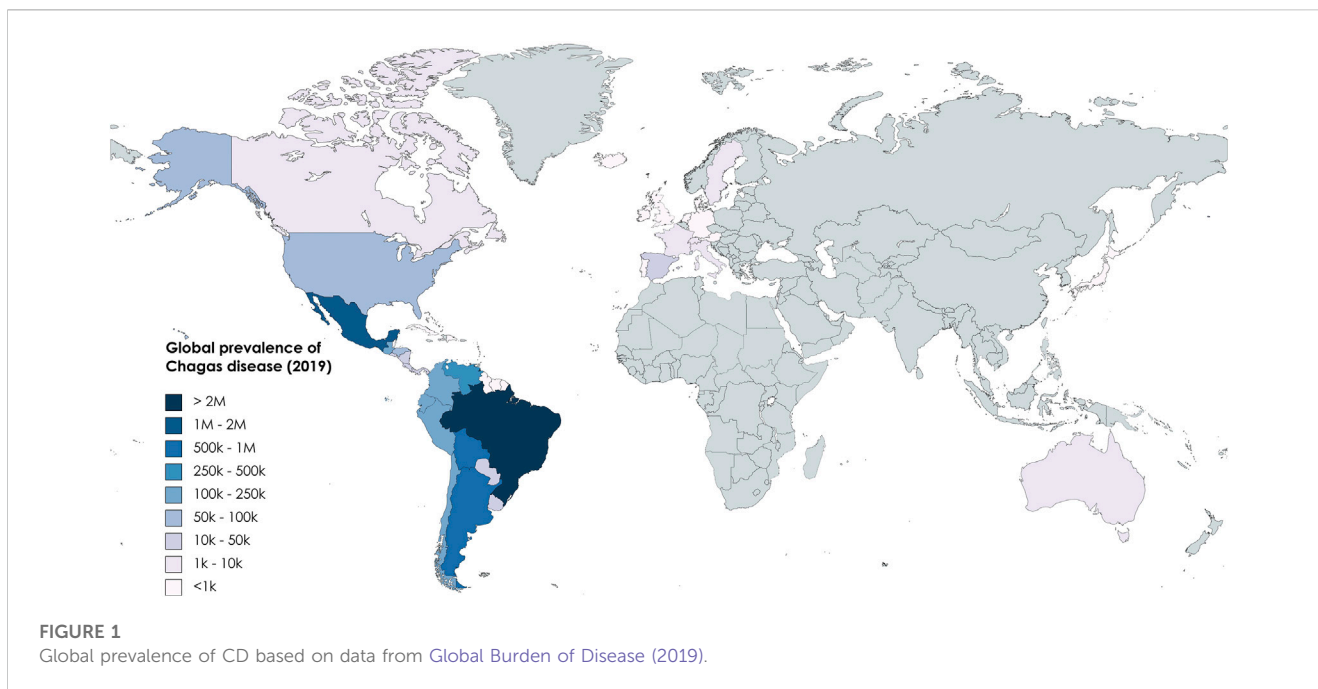 Global prevalence of
Chagas disease (2019)
> 2M
1M - 2M
500k - 1M
250k - 500k
100k - 250k
50k - 100k
10k - 50k
1k - 10k
<1k
FIGURE 1
Global prevalence of CD based on data from Global Burden of Disease (2019).